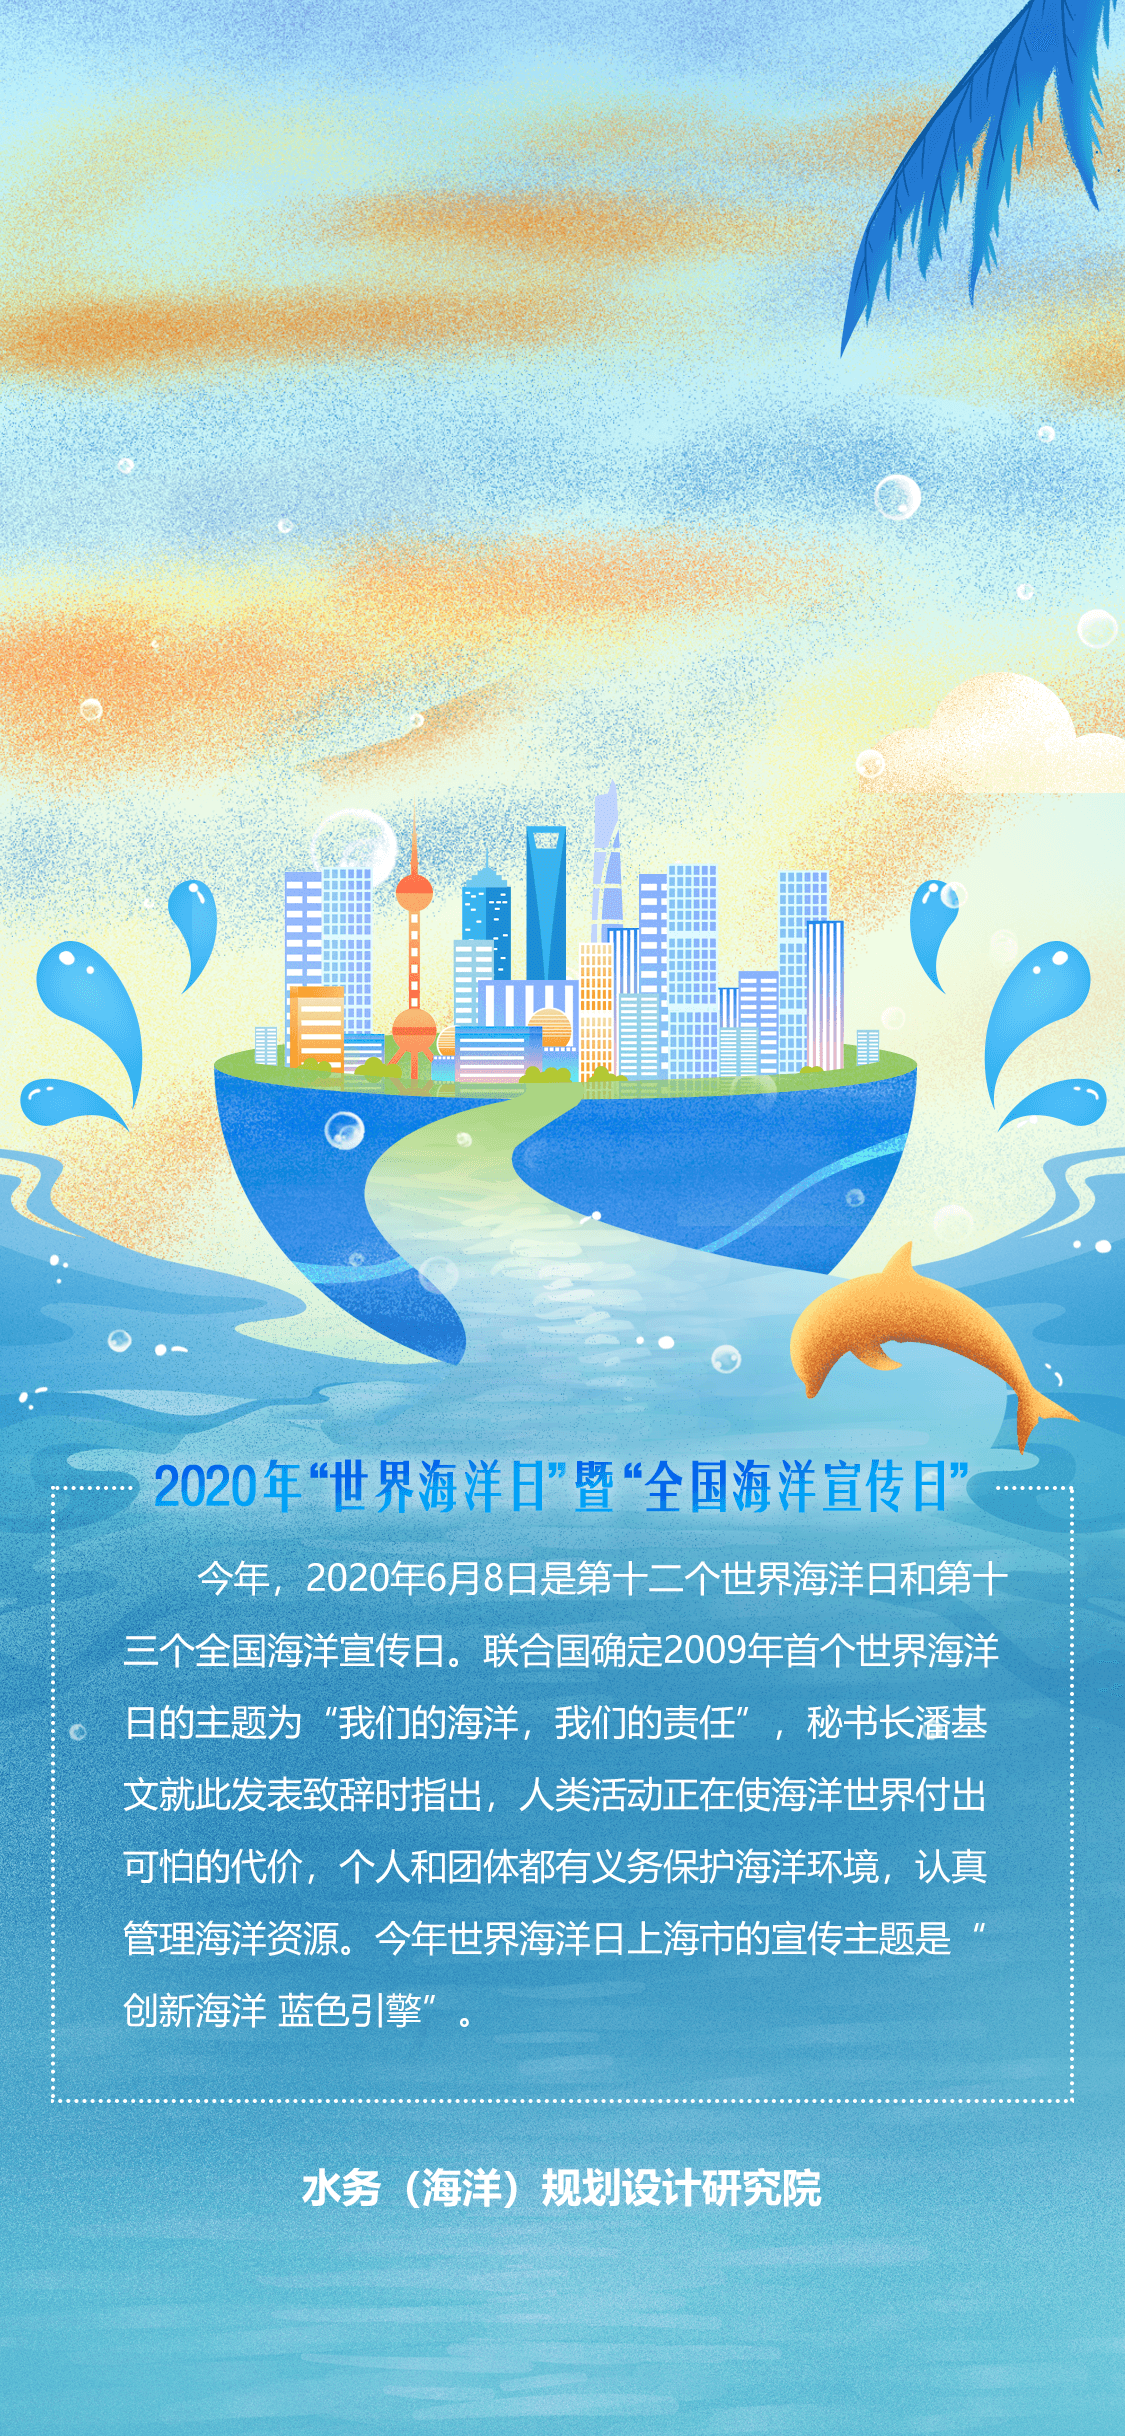 2020年“世界海洋日”暨“全国海洋宣传日”
今年，2020年6月8日是第十二个世界海洋日和第十
三个全国海洋宣传日。联合国确定2009年首个世界海洋
日的主题为“我们的海洋，我们的责任”，秘书长潘基
文就此发表致辞时指出，人类活动正在使海洋世界付出
可怕的代价，个人和团体都有义务保护海洋环境，认真
管理海洋资源。今年世界海洋日上海市的宣传主题是“
创新海洋 蓝色引擎”。
水务（海洋）规划设计研究院